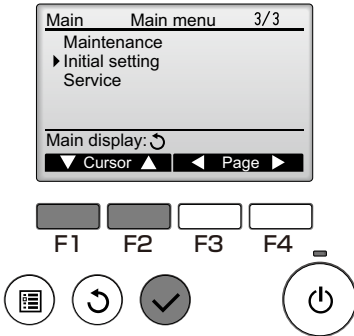 Main Main menu 3/3
Maintenance
Initial setting
Service
Main display:
Cursor Page
F1 F2 F3 F4